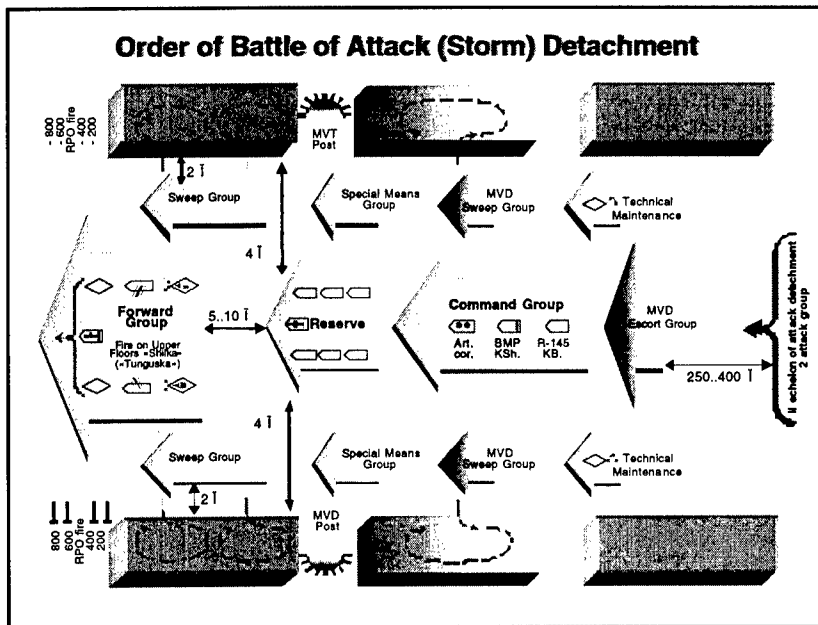 Order of Battle of Attack (Storm) Detachment
- 800
- 600
RPO fire
- 400
- 200
MVT
Post
2 Ī
Sweep Group
Special Means
Group
MVD
Sweep Group
Technical
Maintenance
4 Ī
Forward
Group
Fire on Upper
Floors «Shilka»
(«Tunguska»)
5..10 Ī
Reserve
Command Group
Art.
cor.
BMP
KSh.
R-145
KB.
MVD
Escort Group
250..400 Ī
II echelon of attack detachment
2 attack group
4 Ī
Sweep Group
Special Means
Group
MVD
Sweep Group
Technical
Maintenance
2 Ī
MVD
Post
800
600
RPO fire
400
200